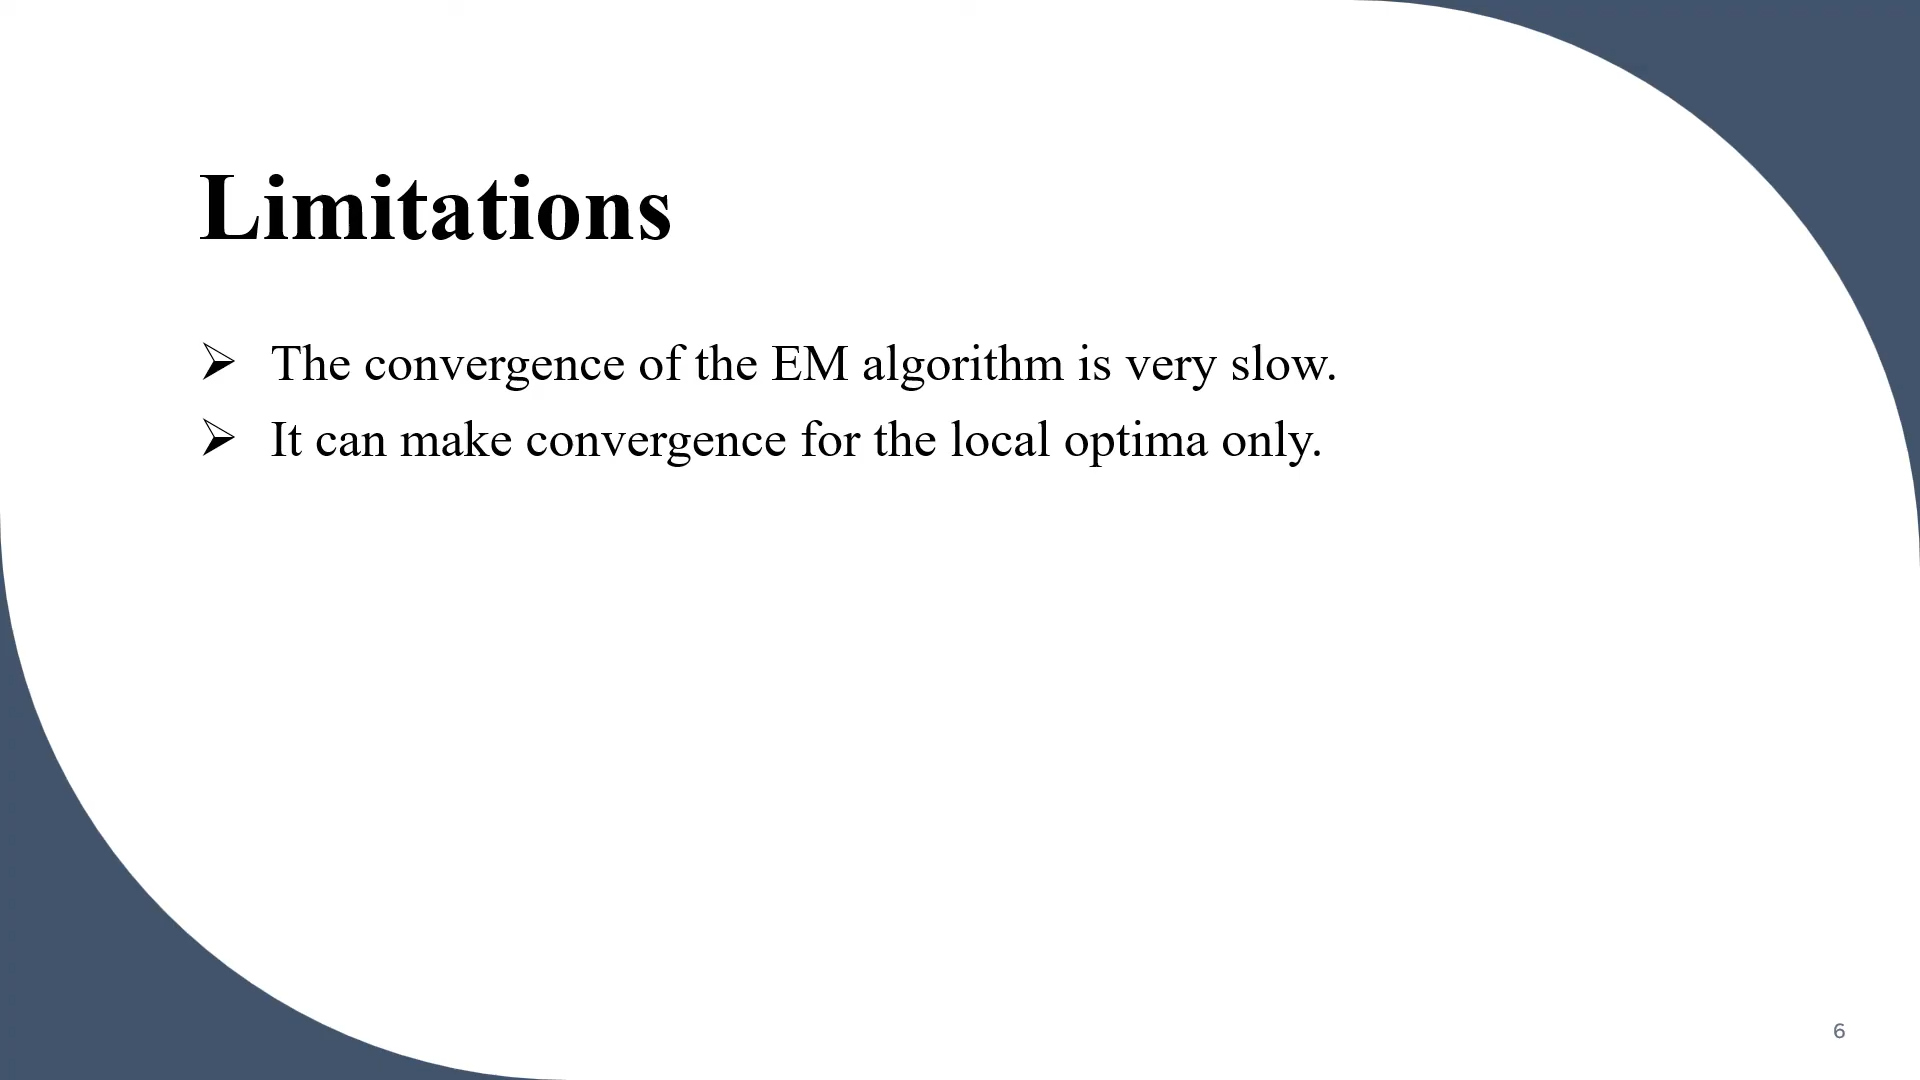 Limitations
➢ The convergence of the EM algorithm is very slow.
➢ It can make convergence for the local optima only.
6